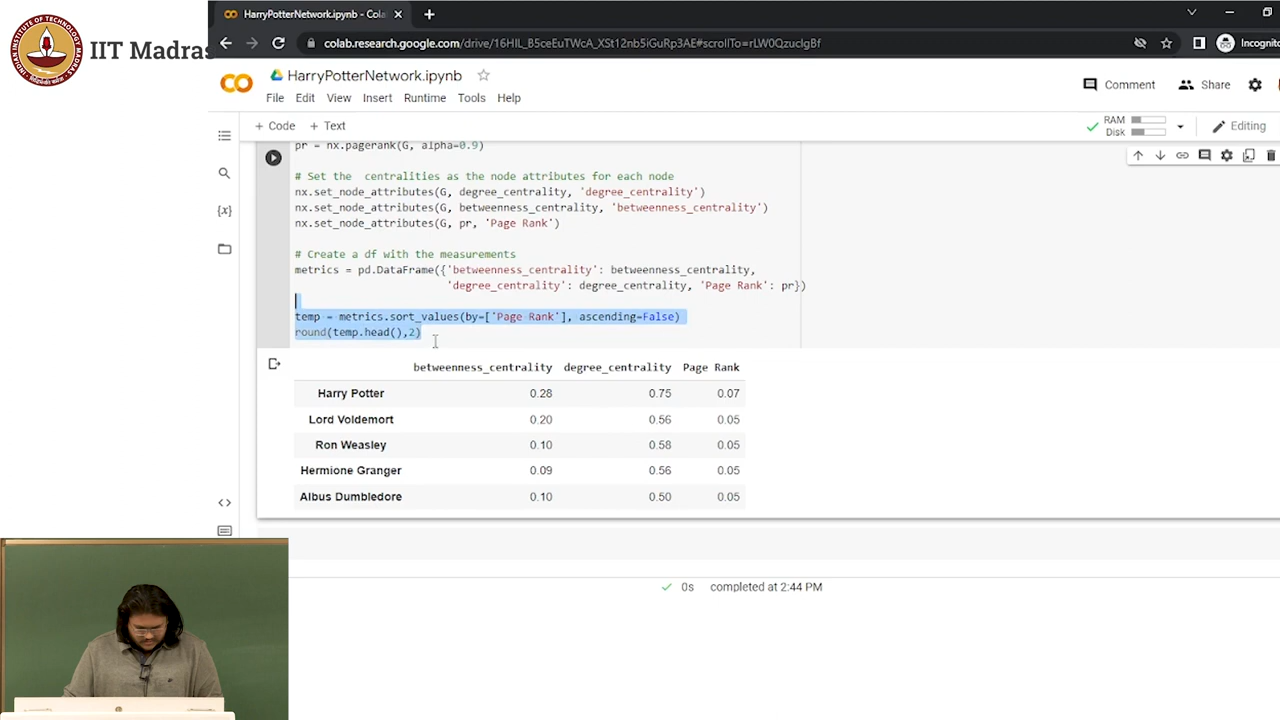 IIT Madras
HarryPotterNetwork.ipynb - Colab
colab.research.google.com/drive/16HIL_B5ceEuTWcA_XSt12nb5iGuRp3AE#scrollTo=rLW0QzucIgBf
Incognito
HarryPotterNetwork.ipynb
File Edit View Insert Runtime Tools Help
Comment Share
+ Code + Text
RAM
Disk
Editing
pr = nx.pagerank(G, alpha=0.9)
# Set the  centralities as the node attributes for each node
nx.set_node_attributes(G, degree_centrality, 'degree_centrality')
nx.set_node_attributes(G, betweenness_centrality, 'betweenness_centrality')
nx.set_node_attributes(G, pr, 'Page Rank')
# Create a df with the measurements
metrics = pd.DataFrame({'betweenness_centrality': betweenness_centrality,
'degree_centrality': degree_centrality, 'Page Rank': pr})
temp = metrics.sort_values(by=['Page Rank'], ascending=False)
round(temp.head(),2)
betweenness_centrality degree_centrality Page Rank
Harry Potter 0.28 0.75 0.07
Lord Voldemort 0.20 0.56 0.05
Ron Weasley 0.10 0.58 0.05
Hermione Granger 0.09 0.56 0.05
Albus Dumbledore 0.10 0.50 0.05
0s completed at 2:44 PM